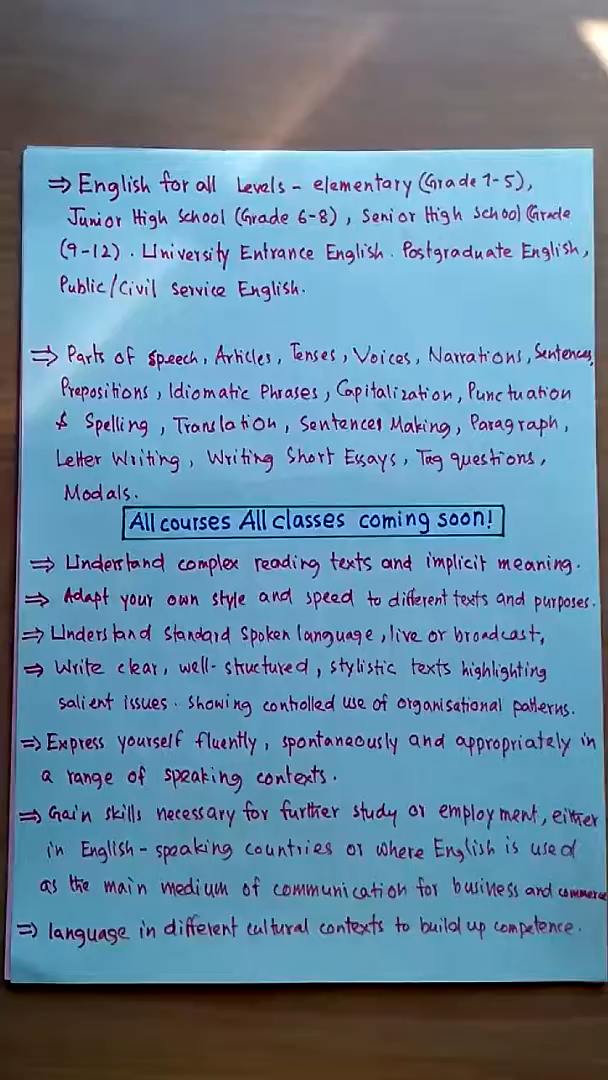 ⇒ English for all Levels - elementary (Grade 1-5),
Junior High School (Grade 6-8), Senior High School (Grade
(9-12). University Entrance English. Postgraduate English,
Public/Civil Service English.
⇒ Parts of Speech, Articles, Tenses, Voices, Narrations, Sentences,
Prepositions, Idiomatic Phrases, Capitalization, Punctuation
& Spelling, Translation, Sentences Making, Paragraph,
Letter Writing, Writing Short Essays, Tag questions,
Modals.
All courses All classes coming soon!
⇒ Understand complex reading texts and implicit meaning.
⇒ Adapt your own style and speed to different texts and purposes.
⇒ Understand Standard Spoken language, live or broadcast,
⇒ Write clear, well-structured, stylistic texts highlighting
salient issues. showing controlled use of organisational patterns.
⇒ Express yourself fluently, spontaneously and appropriately in
a range of speaking contexts.
⇒ Gain skills necessary for further study or employment, either
in English-speaking countries or where English is used
as the main medium of communication for business and commerce
⇒ language in different cultural contexts to build up competence.